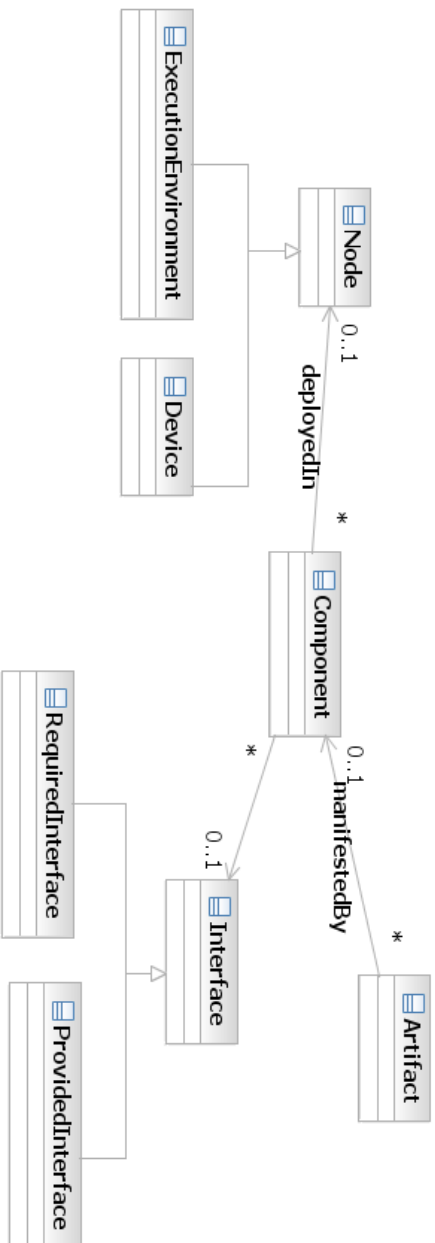 Artifact
*
manifestedBy
0..1
Node
0..1
deployedIn
*
Component
*
0..1
Interface
ExecutionEnvironment
Device
RequiredInterface
ProvidedInterface